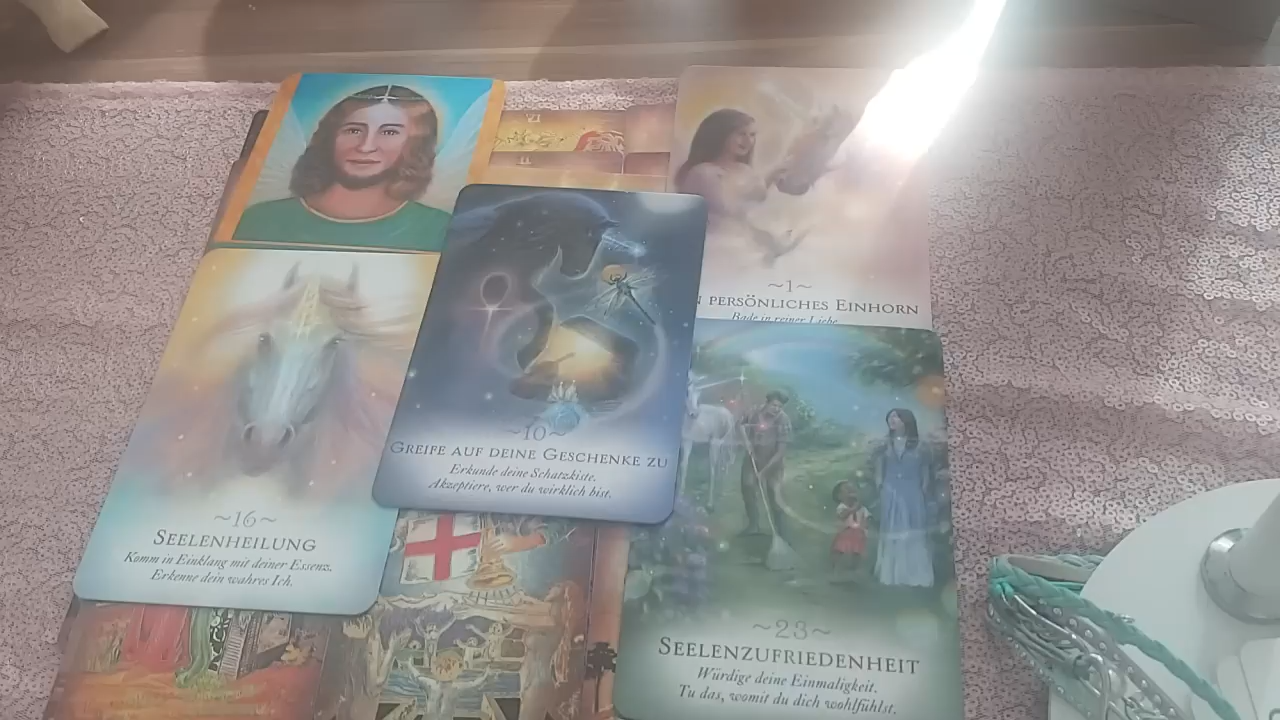 ~1~
PERSÖNLICHES EINHORN
Bade in reiner Liebe.
~10~
GREIFE AUF DEINE GESCHENKE ZU
Erkunde deine Schatzkiste.
Akzeptiere, wer du wirklich bist.
~16~
SEELENHEILUNG
Komm in Einklang mit deiner Essenz.
Erkenne dein wahres Ich.
~23~
SEELENZUFRIEDENHEIT
Würdige deine Einmaligkeit.
Tu das, womit du dich wohlfühlst.